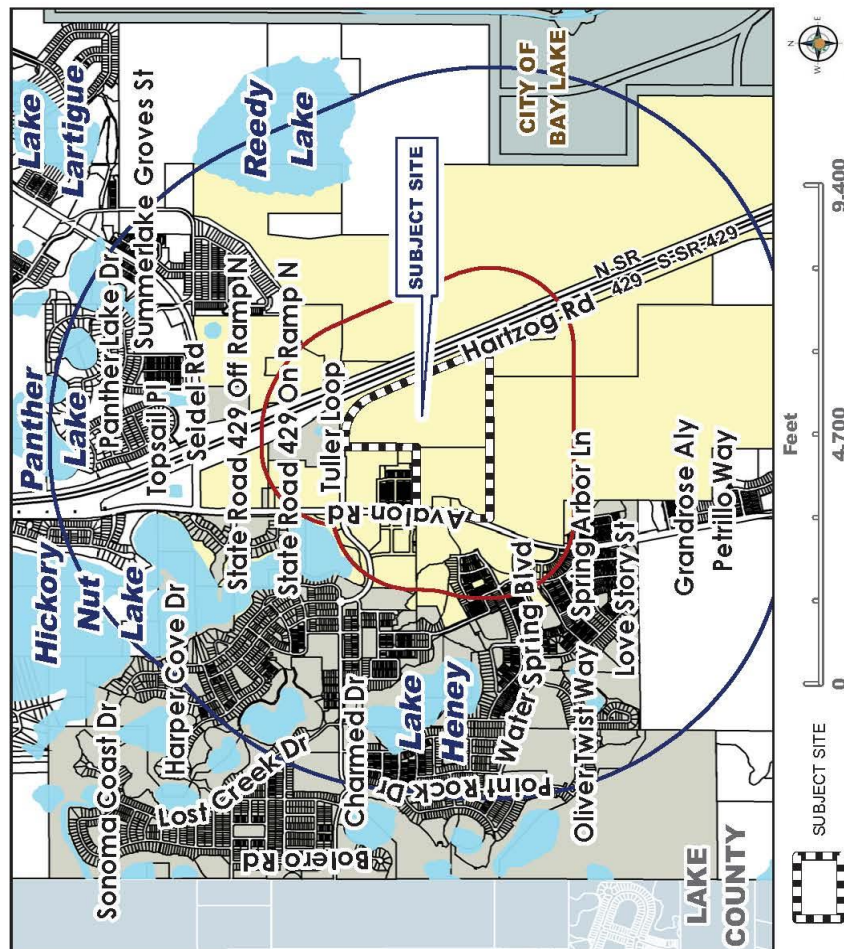 Lake
Lartigue
Summerlake Groves St
Panther Lake Dr
Panther
Lake
Topsail Pl
Seidel Rd
Reedy
Lake
State Road 429 Off Ramp N
State Road 429 On Ramp N
Hickory
Nut
Lake
Harper Cove Dr
Sonoma Coast Dr
Lost Creek Dr
Bolero Rd
Charmed Dr
Tuller Loop
SUBJECT SITE
CITY OF
BAY LAKE
N SR
429
S-SR-429
Hartzog Rd
Avalon Rd
Lake
Heney
Point Rock Dr
Water Spring Blvd
Oliver Twist Way
Spring Arbor Ln
Love Story St
Grandrose Aly
Petrillo Way
LAKE
COUNTY
N
E
S
W
SUBJECT SITE
Feet
0
4,700
9,400